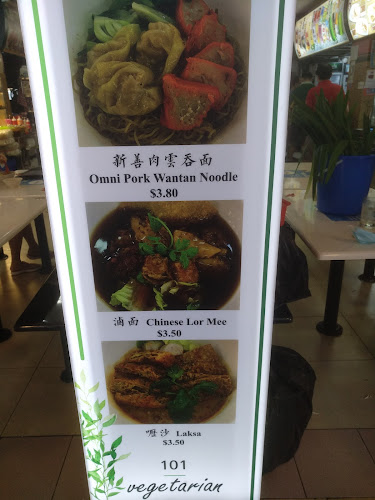 新善肉雲吞面
Omni Pork Wantan Noodle
$3.80
滷面 Chinese Lor Mee
$3.50
嚦沙 Laksa
$3.50
101
vegetarian